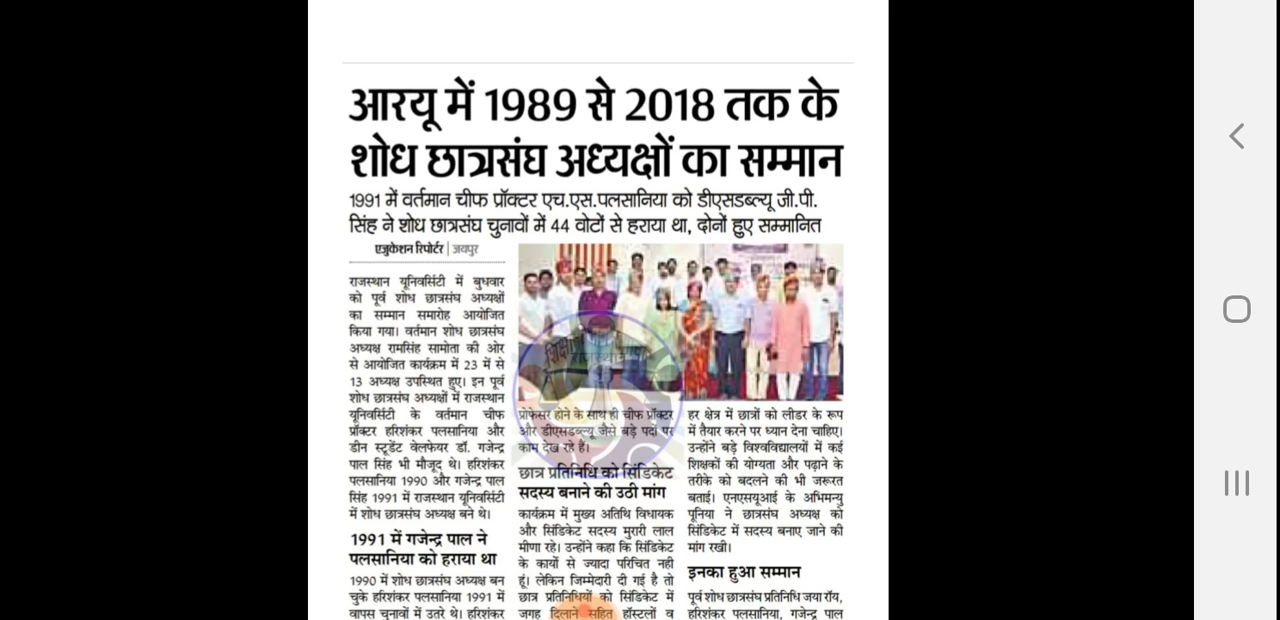 आरयू में 1989 से 2018 तक के
शोध छात्रसंघ अध्यक्षों का सम्मान
1991 में वर्तमान चीफ प्रॉक्टर एच.एस.पलसानिया को डीएसडब्ल्यू जी.पी.
सिंह ने शोध छात्रसंघ चुनावों में 44 वोटों से हराया था, दोनों हुए सम्मानित
एजुकेशन रिपोर्टर | जयपुर
राजस्थान यूनिवर्सिटी में बुधवार
को पूर्व शोध छात्रसंघ अध्यक्षों
का सम्मान समारोह आयोजित
किया गया। वर्तमान शोध छात्रसंघ
अध्यक्ष रामसिंह सामोता की ओर
से आयोजित कार्यक्रम में 23 में से
13 अध्यक्ष उपस्थित हुए। इन पूर्व
शोध छात्रसंघ अध्यक्षों में राजस्थान
यूनिवर्सिटी के वर्तमान चीफ
प्रॉक्टर हरिशंकर पलसानिया और
डीन स्टूडेंट वेलफेयर डॉ. गजेन्द्र
पाल सिंह भी मौजूद थे। हरिशंकर
पलसानिया 1990 और गजेन्द्र पाल
सिंह 1991 में राजस्थान यूनिवर्सिटी
में शोध छात्रसंघ अध्यक्ष बने थे।
1991 में गजेन्द्र पाल ने
पलसानिया को हराया था
1990 में शोध छात्रसंघ अध्यक्ष बन
चुके हरिशंकर पलसानिया 1991 में
वापस चुनावों में उतरे थे। हरिशंकर
प्रोफेसर होने के साथ ही चीफ प्रॉक्टर
और डीएसडब्ल्यू जैसे बड़े पदों पर
काम देख रहे हैं।
छात्र प्रतिनिधि को सिंडिकेट
सदस्य बनाने की उठी मांग
कार्यक्रम में मुख्य अतिथि विधायक
और सिंडिकेट सदस्य मुरारी लाल
मीणा रहे। उन्होंने कहा कि सिंडिकेट
के कार्यों से ज्यादा परिचित नहीं
हूं। लेकिन जिम्मेदारी दी गई है तो
छात्र प्रतिनिधियों को सिंडिकेट में
जगह दिलाने सहित हॉस्टलों व
हर क्षेत्र में छात्रों को लीडर के रूप
में तैयार करने पर ध्यान देना चाहिए।
उन्होंने बड़े विश्वविद्यालयों में कई
शिक्षकों की योग्यता और पढ़ाने के
तरीके को बदलने की भी जरूरत
बताई। एनएसयूआई के अभिमन्यु
पूनिया ने छात्रसंघ अध्यक्ष को
सिंडिकेट में सदस्य बनाए जाने की
मांग रखी।
इनका हुआ सम्मान
पूर्व शोध छात्रसंघ प्रतिनिधि जया रॉय,
हरिशंकर पलसानिया, गजेन्द्र पाल